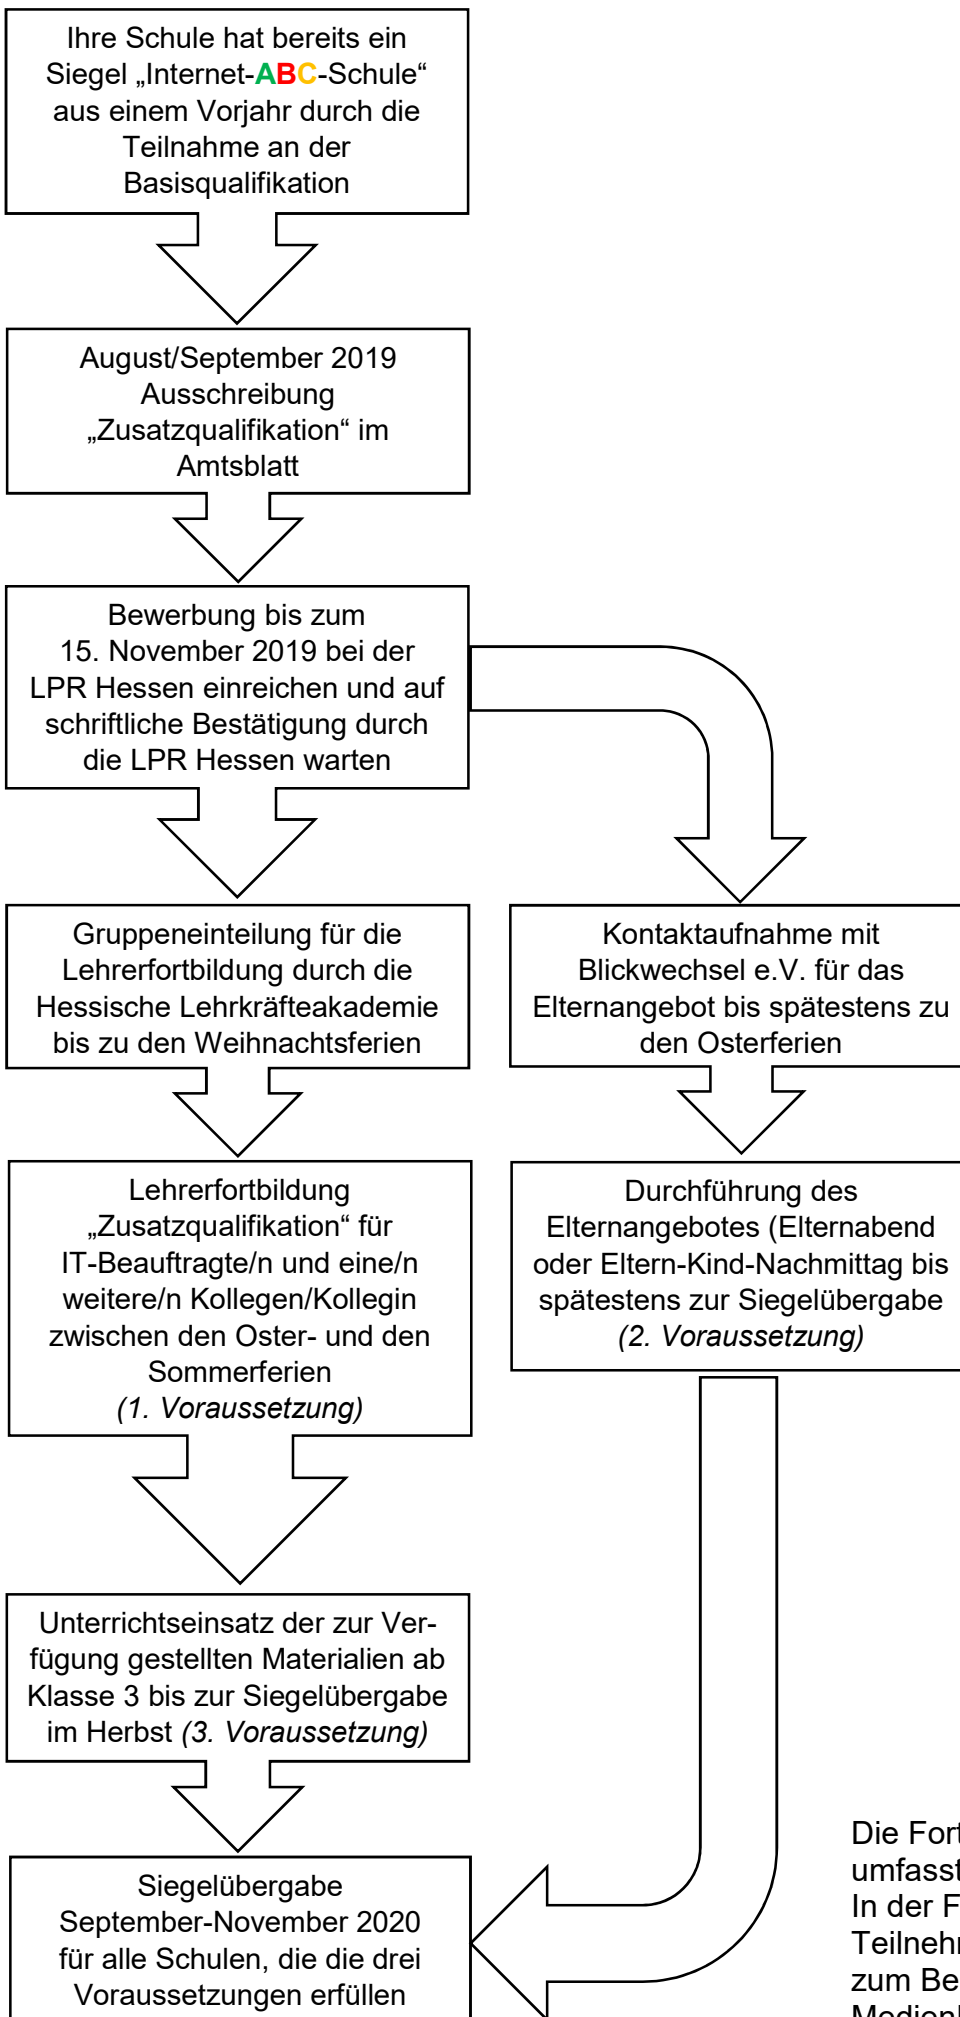 Ihre Schule hat bereits ein
Siegel „Internet-ABC-Schule“
aus einem Vorjahr durch die
Teilnahme an der
Basisqualifikation
August/September 2019
Ausschreibung
„Zusatzqualifikation“ im
Amtsblatt
Bewerbung bis zum
15. November 2019 bei der
LPR Hessen einreichen und auf
schriftliche Bestätigung durch
die LPR Hessen warten
Gruppeneinteilung für die
Lehrerfortbildung durch die
Hessische Lehrkräfteakademie
bis zu den Weihnachtsferien
Kontaktaufnahme mit
Blickwechsel e.V. für das
Elternangebot bis spätestens zu
den Osterferien
Lehrerfortbildung
„Zusatzqualifikation“ für
IT-Beauftragte/n und eine/n
weitere/n Kollegen/Kollegin
zwischen den Oster- und den
Sommerferien
(1. Voraussetzung)
Durchführung des
Elternangebotes (Elternabend
oder Eltern-Kind-Nachmittag bis
spätestens zur Siegelübergabe
(2. Voraussetzung)
Unterrichtseinsatz der zur Ver-
fügung gestellten Materialien ab
Klasse 3 bis zur Siegelübergabe
im Herbst (3. Voraussetzung)
Siegelübergabe
September-November 2020
für alle Schulen, die die drei
Voraussetzungen erfüllen
Die
umfasst
In der
zum